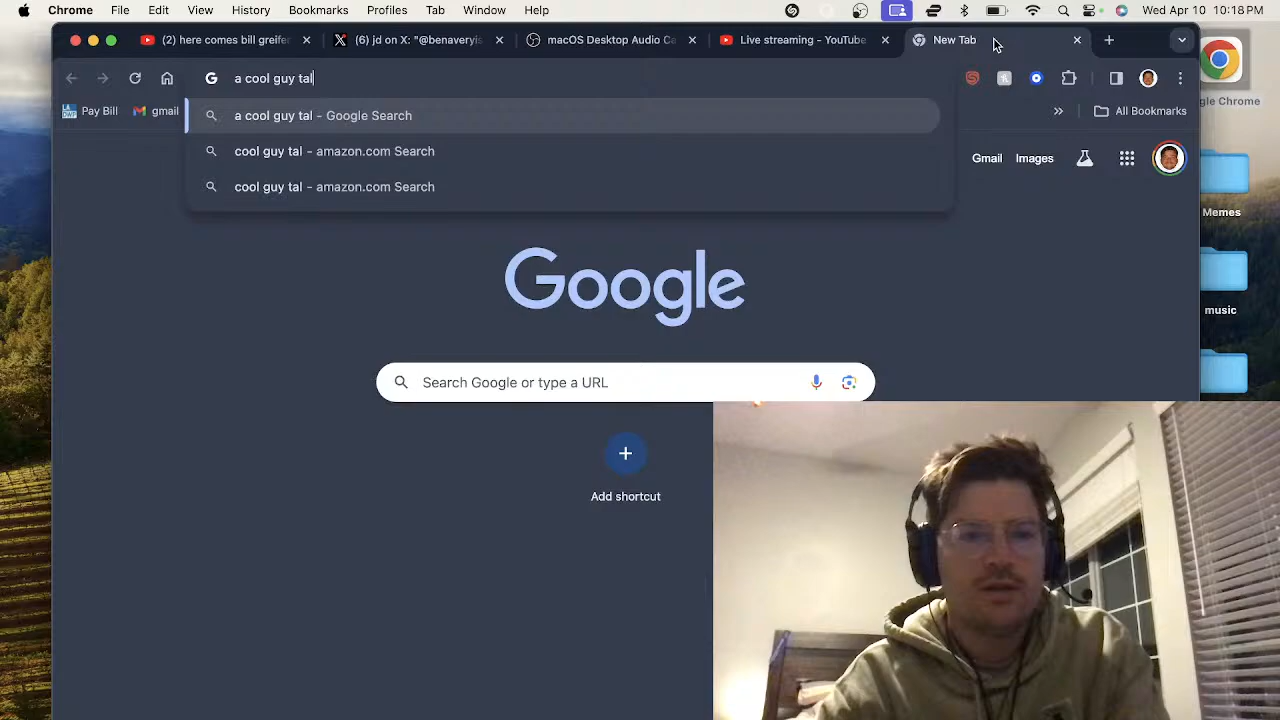 Chrome File Edit View History Bookmarks Profiles Tab Window Help Wed Apr 10 10:18 PM
(2) here comes bill greifer (6) jd on X: "@benaveryis macOS Desktop Audio Ca Live streaming - YouTube New Tab
a cool guy tal
LA DWP Pay Bill gmail All Bookmarks
a cool guy tal - Google Search
cool guy tal - amazon.com Search
cool guy tal - amazon.com Search
Gmail Images
Google
Search Google or type a URL
Add shortcut
gle Chrome
Memes
music